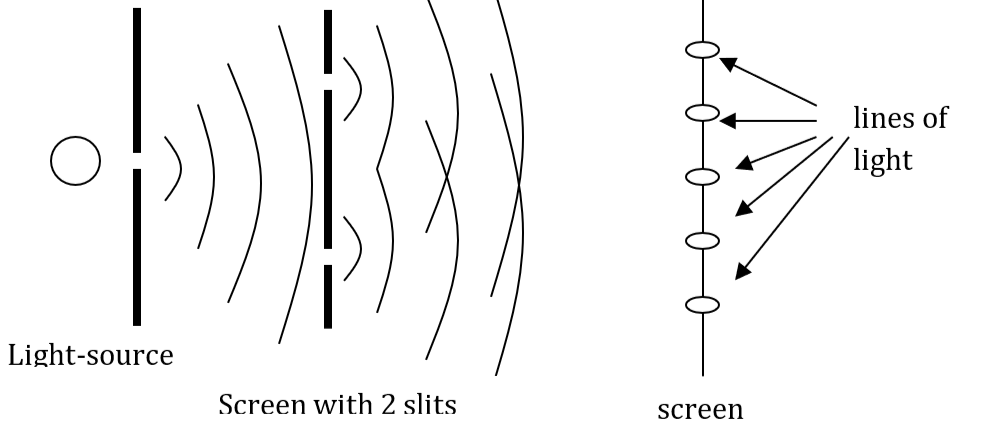 lines of
light
Light-source
Screen with 2 slits
screen